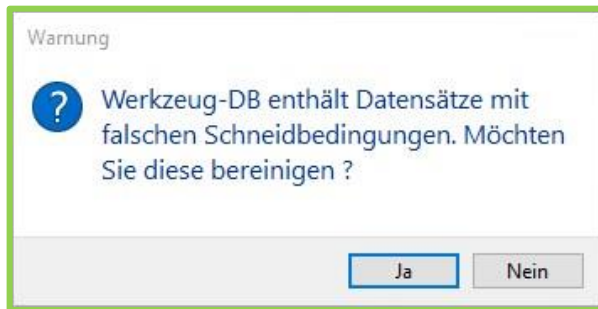 Warnung
Werkzeug-DB enthält Datensätze mit
falschen Schneidbedingungen. Möchten
Sie diese bereinigen ?
Ja
Nein